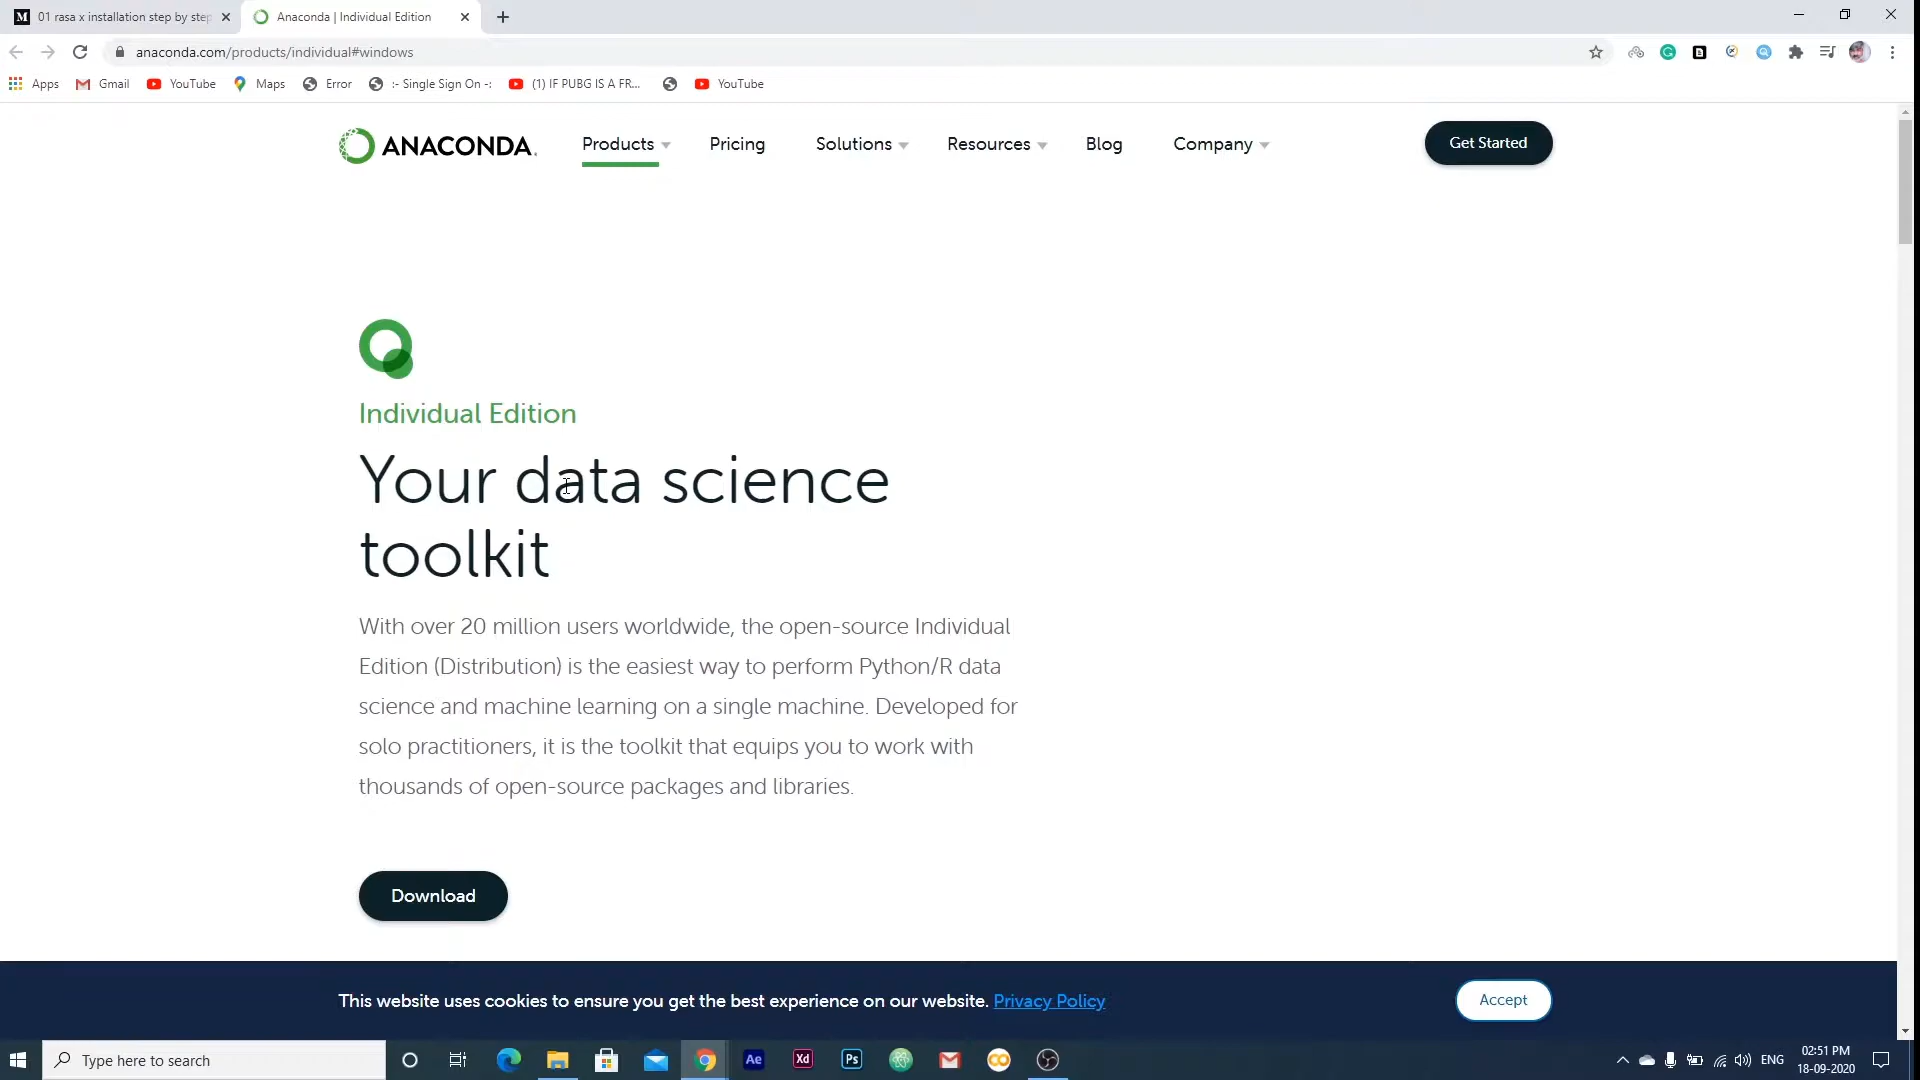 01 rasa x installation step by step
Anaconda | Individual Edition
anaconda.com/products/individual#windows
Apps
Gmail
YouTube
Maps
Error
:- Single Sign On -:
(1) IF PUBG IS A FR...
YouTube
ANACONDA.
Products
Pricing
Solutions
Resources
Blog
Company
Get Started
Individual Edition
Your data science
toolkit
With over 20 million users worldwide, the open-source Individual
Edition (Distribution) is the easiest way to perform Python/R data
science and machine learning on a single machine. Developed for
solo practitioners, it is the toolkit that equips you to work with
thousands of open-source packages and libraries.
Download
This website uses cookies to ensure you get the best experience on our website. Privacy Policy
Accept
Type here to search
Ae
Xd
Ps
ENG
02:51 PM
18-09-2020